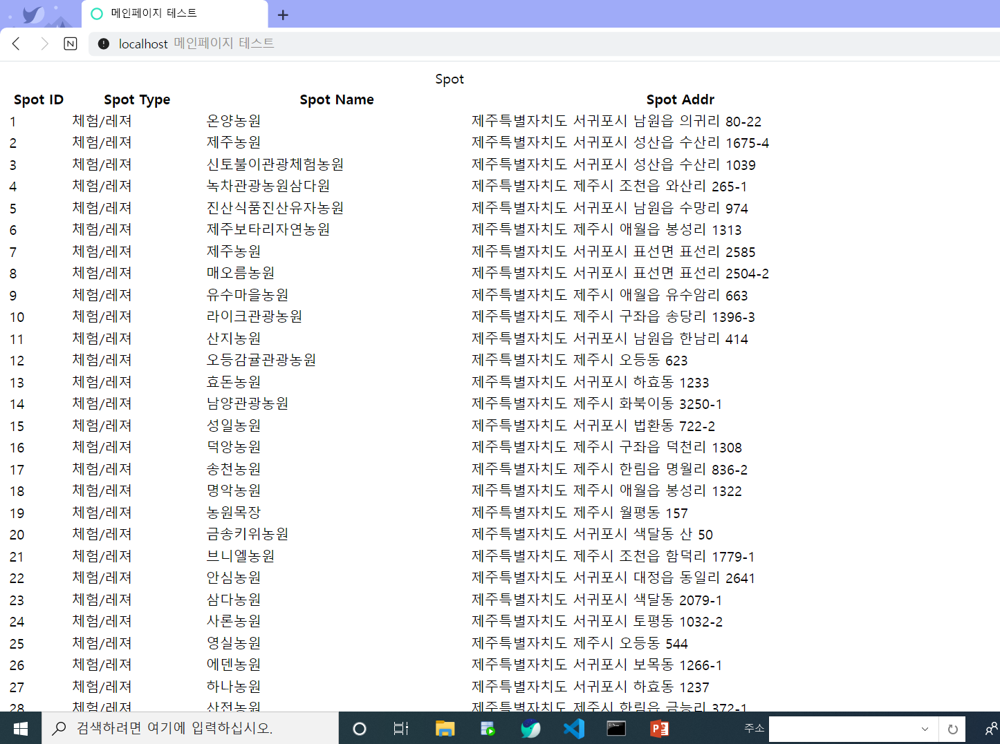 메인페이지 테스트
localhost 메인페이지 테스트
Spot
Spot ID Spot Type Spot Name Spot Addr
1 체험/레져 온양농원 제주특별자치도 서귀포시 남원읍 의귀리 80-22
2 체험/레져 제주농원 제주특별자치도 서귀포시 성산읍 수산리 1675-4
3 체험/레져 신토불이관광체험농원 제주특별자치도 서귀포시 성산읍 수산리 1039
4 체험/레져 녹차관광농원삼다원 제주특별자치도 제주시 조천읍 와산리 265-1
5 체험/레져 진산식품진산유자농원 제주특별자치도 서귀포시 남원읍 수망리 974
6 체험/레져 제주보타리자연농원 제주특별자치도 제주시 애월읍 봉성리 1313
7 체험/레져 제주농원 제주특별자치도 서귀포시 표선면 표선리 2585
8 체험/레져 매오름농원 제주특별자치도 서귀포시 표선면 표선리 2504-2
9 체험/레져 유수마을농원 제주특별자치도 제주시 애월읍 유수암리 663
10 체험/레져 라이크관광농원 제주특별자치도 제주시 구좌읍 송당리 1396-3
11 체험/레져 산지농원 제주특별자치도 서귀포시 남원읍 한남리 414
12 체험/레져 오등감귤관광농원 제주특별자치도 제주시 오등동 623
13 체험/레져 효돈농원 제주특별자치도 서귀포시 하효동 1233
14 체험/레져 남양관광농원 제주특별자치도 제주시 화북이동 3250-1
15 체험/레져 성일농원 제주특별자치도 서귀포시 법환동 722-2
16 체험/레져 덕앙농원 제주특별자치도 제주시 구좌읍 덕천리 1308
17 체험/레져 송천농원 제주특별자치도 제주시 한림읍 명월리 836-2
18 체험/레져 명악농원 제주특별자치도 제주시 애월읍 봉성리 1322
19 체험/레져 농원목장 제주특별자치도 제주시 월평동 157
20 체험/레져 금송키위농원 제주특별자치도 서귀포시 색달동 산 50
21 체험/레져 브니엘농원 제주특별자치도 제주시 조천읍 함덕리 1779-1
22 체험/레져 안심농원 제주특별자치도 서귀포시 대정읍 동일리 2641
23 체험/레져 삼다농원 제주특별자치도 서귀포시 색달동 2079-1
24 체험/레져 사론농원 제주특별자치도 서귀포시 토평동 1032-2
25 체험/레져 영실농원 제주특별자치도 제주시 오등동 544
26 체험/레져 에덴농원 제주특별자치도 서귀포시 보목동 1266-1
27 체험/레져 하나농원 제주특별자치도 서귀포시 하효동 1237
28 체험/레져 제주특별자치도 제주시 한림읍 금능리 372-1
검색하려면 여기에 입력하십시오. 주소